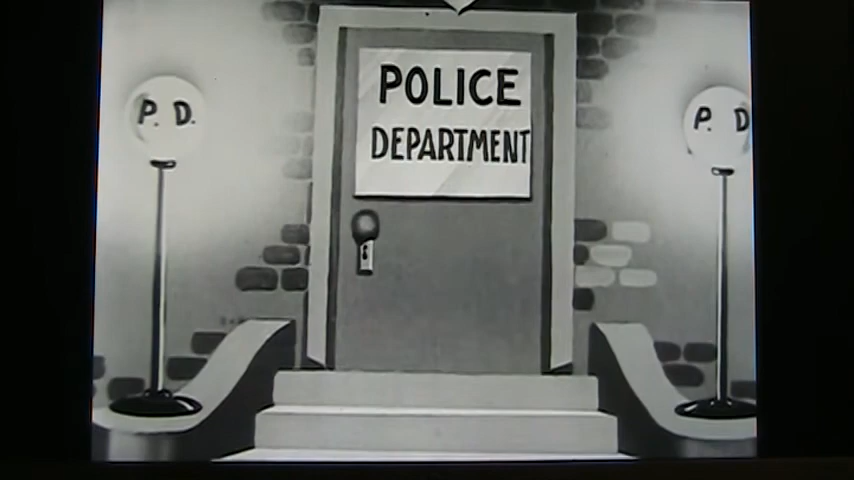 POLICE
DEPARTMENT
P. D.
P. D